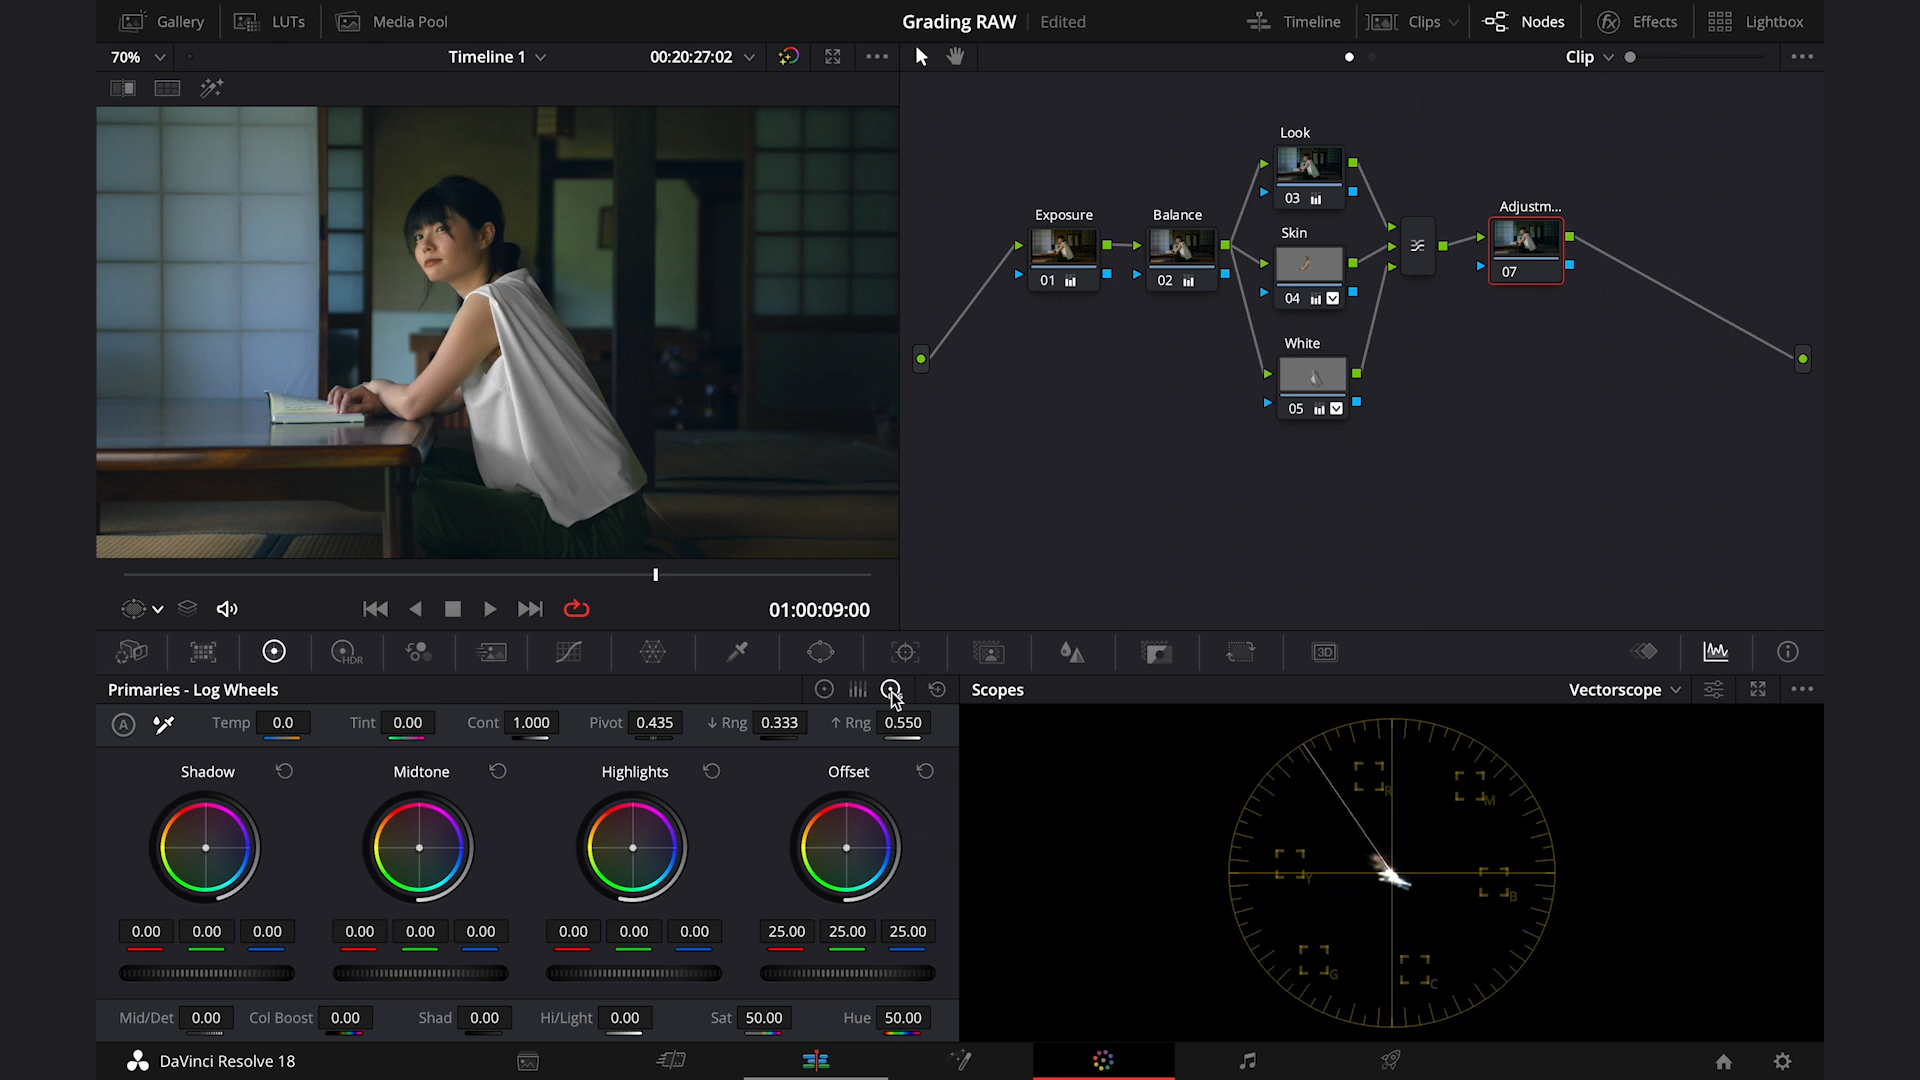 Gallery LUTs Media Pool Grading RAW Edited Timeline Clips Nodes Effects Lightbox
70% Timeline 1 00:20:27:02 Clip
Look
03
Exposure Balance Skin Adjustm...
01 02 04 07
White
05
01:00:09:00
HDR 3D
Primaries - Log Wheels Scopes Vectorscope
A Temp 0.0 Tint 0.00 Cont 1.000 Pivot 0.435 ↓ Rng 0.333 ↑ Rng 0.550
Shadow Midtone Highlights Offset
R M
Y B
G C
0.00 0.00 0.00 0.00 0.00 0.00 0.00 0.00 0.00 25.00 25.00 25.00
Mid/Det 0.00 Col Boost 0.00 Shad 0.00 Hi/Light 0.00 Sat 50.00 Hue 50.00
DaVinci Resolve 18